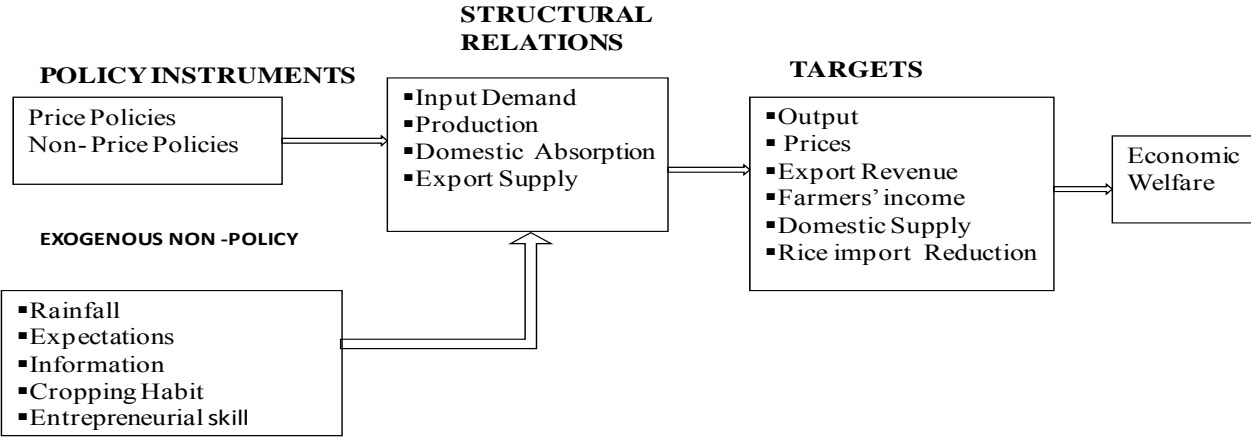 POLICY INSTRUMENTS
Price Policies
Non- Price Policies
EXOGENOUS NON -POLICY
▪Rainfall
▪Expectations
▪Information
▪Cropping Habit
▪Entrepreneurial skill
STRUCTURAL
RELATIONS
▪Input Demand
▪Production
▪Domestic Absorption
▪Export Supply
TARGETS
▪Output
▪ Prices
▪Export Revenue
▪Farmers’ income
▪Domestic Supply
▪Rice import Reduction
Economic
Welfare